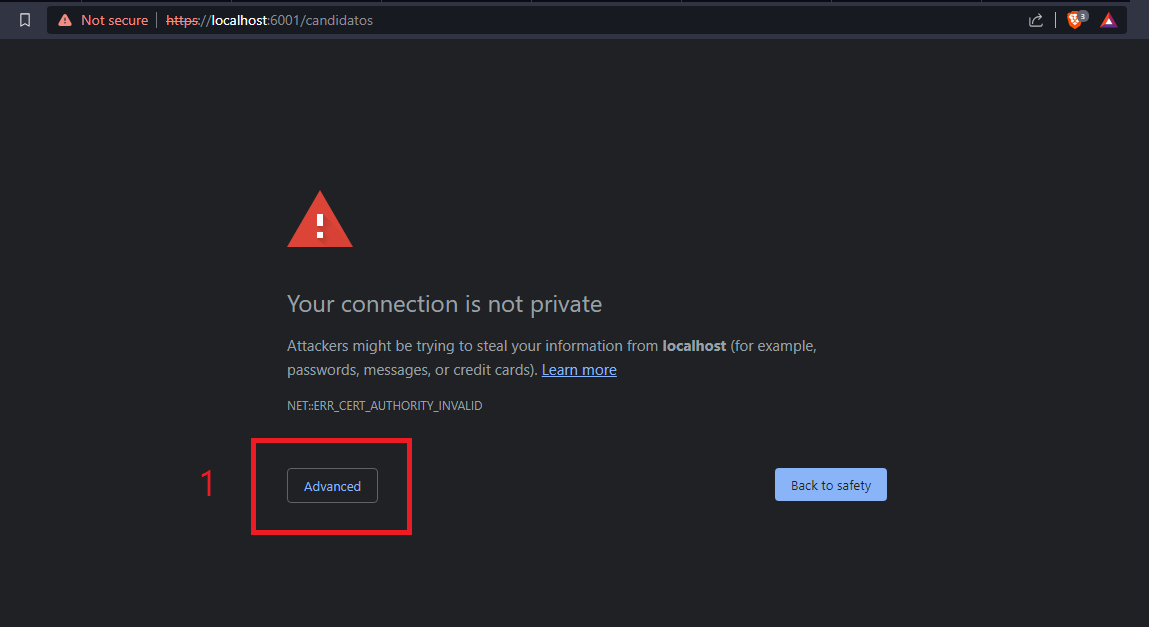 Not secure https://localhost:6001/candidatos 3
Your connection is not private
Attackers might be trying to steal your information from localhost (for example,
passwords, messages, or credit cards). Learn more
NET::ERR_CERT_AUTHORITY_INVALID
1 Advanced Back to safety